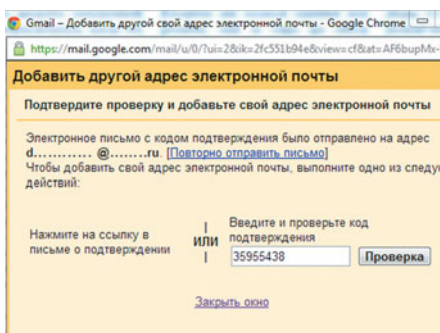 Gmail – Добавить другой свой адрес электронной почты - Google Chrome
https://mail.google.com/mail/u/0/?ui=2&ik=2fc551b94e&view=cf&at=AF6bupMx-
Добавить другой адрес электронной почты
Подтвердите проверку и добавьте свой адрес электронной почты
Электронное письмо с кодом подтверждения было отправлено на адрес
d............ @........ru. [Повторно отправить письмо]
Чтобы добавить свой адрес электронной почты, выполните одно из следу
действий:
Нажмите на ссылку в
письме о подтверждении
|
или
|
Введите и проверьте код
подтверждения
35955438
Проверка
Закрыть окно